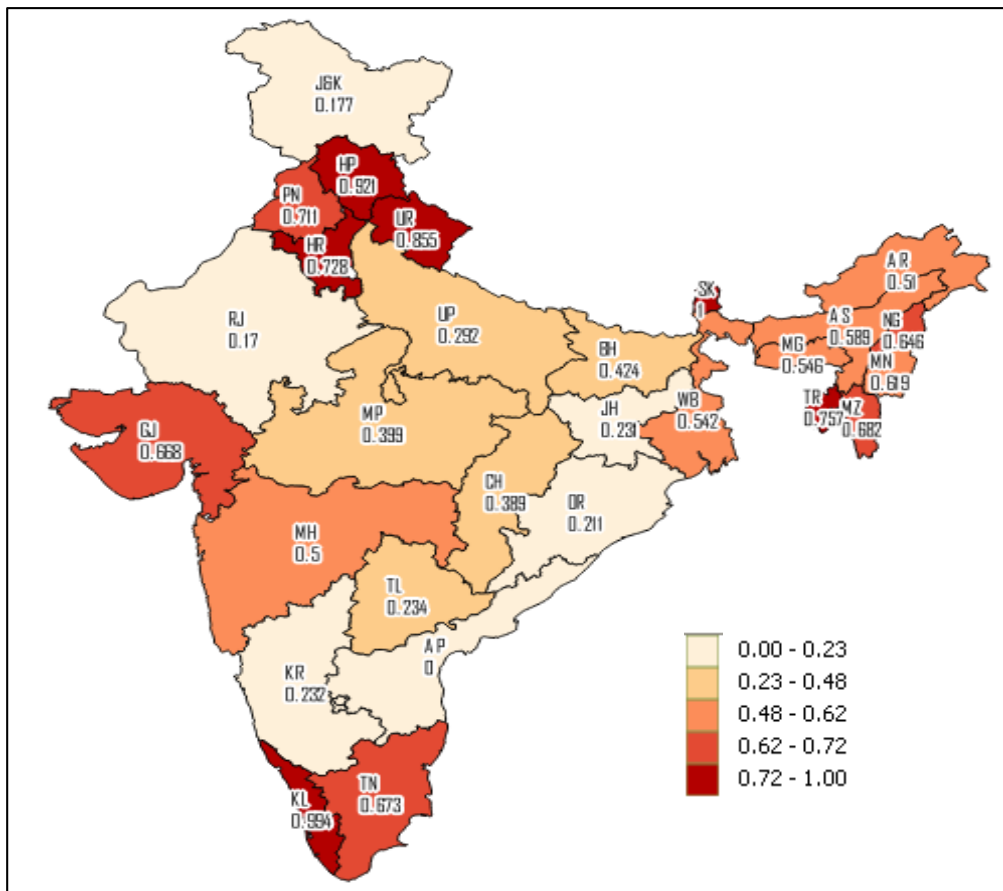 J&K
0.177
HP
0.921
PN
0.711
UR
0.855
HR
0.728
RJ
0.17
UP
0.292
BH
0.424
SK
1
AR
0.51
AS
0.589
NG
0.646
MG
0.546
MN
0.619
TR
0.757
MZ
0.682
GJ
0.668
MP
0.399
JH
0.231
WB
0.542
CH
0.389
OR
0.211
MH
0.5
TL
0.234
AP
0
KR
0.232
KL
0.994
TN
0.673
0.00 - 0.23
0.23 - 0.48
0.48 - 0.62
0.62 - 0.72
0.72 - 1.00